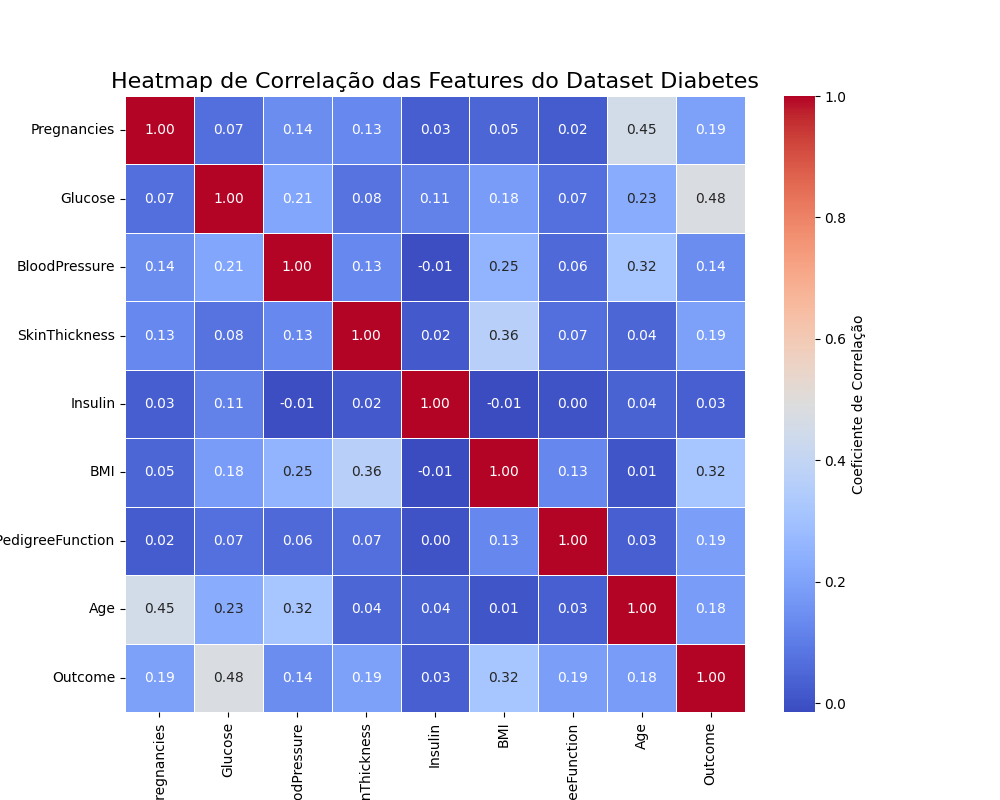 Heatmap de Correlação das Features do Dataset Diabetes
Pregnancies 1.00 0.07 0.14 0.13 0.03 0.05 0.02 0.45 0.19
Glucose 0.07 1.00 0.21 0.08 0.11 0.18 0.07 0.23 0.48
BloodPressure 0.14 0.21 1.00 0.13 -0.01 0.25 0.06 0.32 0.14
SkinThickness 0.13 0.08 0.13 1.00 0.02 0.36 0.07 0.04 0.19
Insulin 0.03 0.11 -0.01 0.02 1.00 -0.01 0.00 0.04 0.03
BMI 0.05 0.18 0.25 0.36 -0.01 1.00 0.13 0.01 0.32
PedigreeFunction 0.02 0.07 0.06 0.07 0.00 0.13 1.00 0.03 0.19
Age 0.45 0.23 0.32 0.04 0.04 0.01 0.03 1.00 0.18
Outcome 0.19 0.48 0.14 0.19 0.03 0.32 0.19 0.18 1.00
regnancies
Glucose
odPressure
nThickness
Insulin
BMI
eeFunction
Age
Outcome
1.0
0.8
0.6
0.4
0.2
0.0
Coeficiente de Correlação